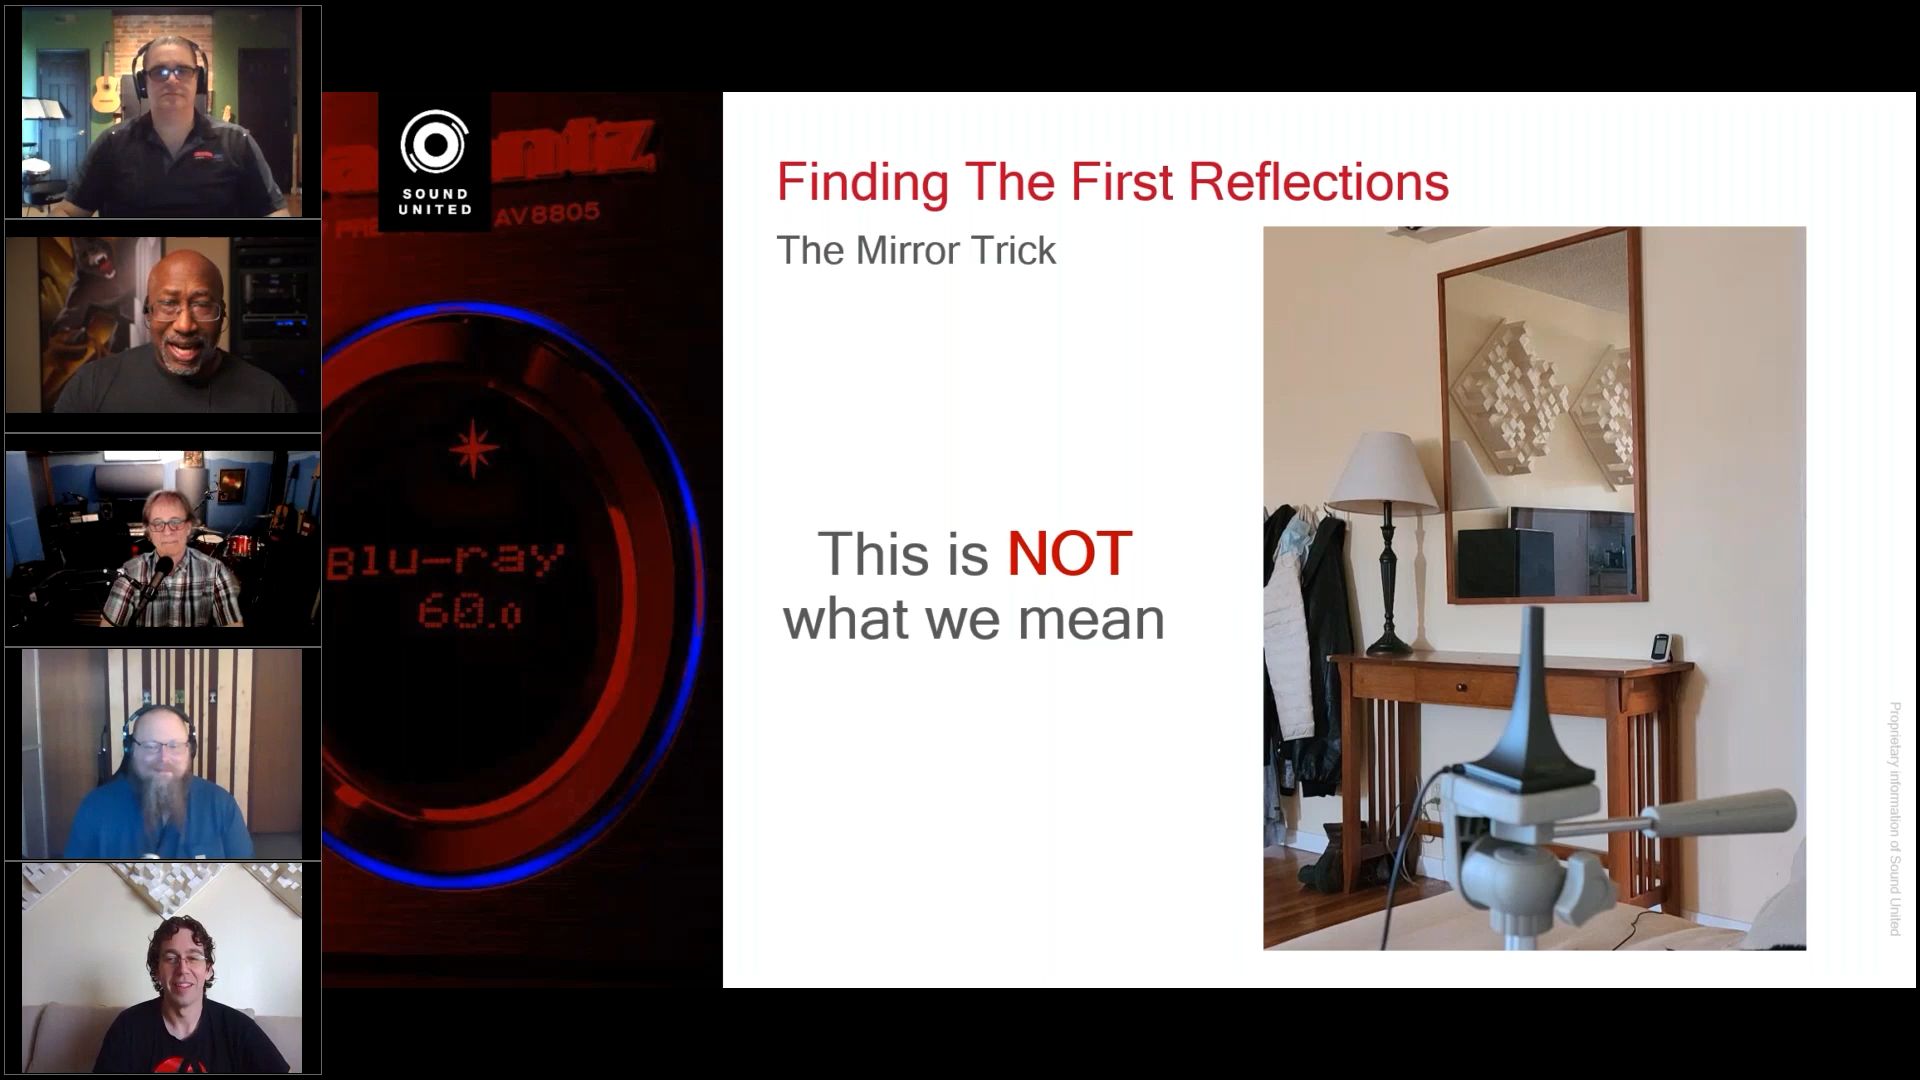 SOUND
UNITED
antz
AV8805
Blu-ray
60.0
Finding The First Reflections
The Mirror Trick
This is NOT
what we mean
Proprietary information of Sound United